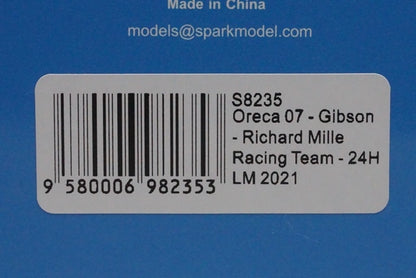 Made in China
models@sparkmodel.com
S8235
Oreca 07 - Gibson
- Richard Mille
Racing Team - 24H
LM 2021
9 580006 982353